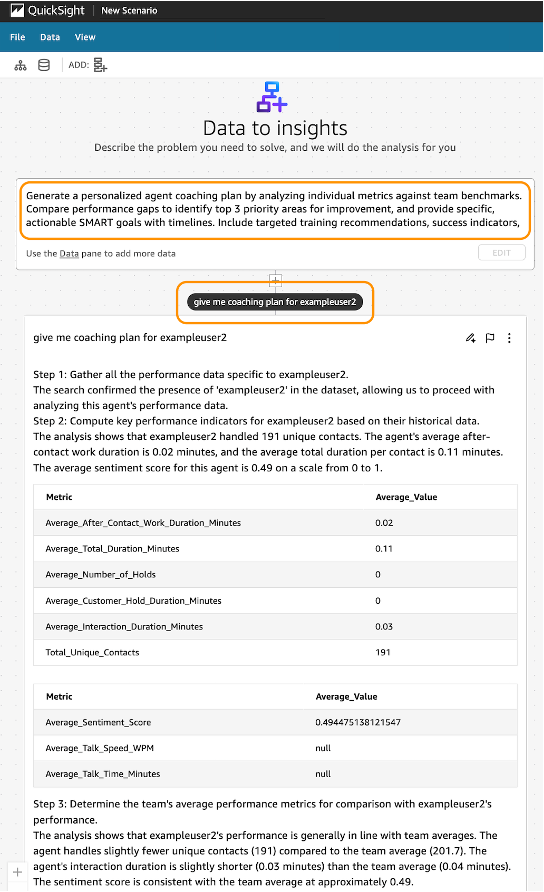 QuickSight New Scenario
File Data View
ADD:
Data to insights
Describe the problem you need to solve, and we will do the analysis for you
Generate a personalized agent coaching plan by analyzing individual metrics against team benchmarks.
Compare performance gaps to identify top 3 priority areas for improvement, and provide specific,
actionable SMART goals with timelines. Include targeted training recommendations, success indicators,
Use the Data pane to add more data
EDIT
give me coaching plan for exampleuser2
give me coaching plan for exampleuser2
Step 1: Gather all the performance data specific to exampleuser2.
The search confirmed the presence of 'exampleuser2' in the dataset, allowing us to proceed with
analyzing this agent's performance data.
Step 2: Compute key performance indicators for exampleuser2 based on their historical data.
The analysis shows that exampleuser2 handled 191 unique contacts. The agent's average after-
contact work duration is 0.02 minutes, and the average total duration per contact is 0.11 minutes.
The average sentiment score for this agent is 0.49 on a scale from 0 to 1.
Metric Average_Value
Average_After_Contact_Work_Duration_Minutes 0.02
Average_Total_Duration_Minutes 0.11
Average_Number_of_Holds 0
Average_Customer_Hold_Duration_Minutes 0
Average_Interaction_Duration_Minutes 0.03
Total_Unique_Contacts 191
Metric Average_Value
Average_Sentiment_Score 0.494475138121547
Average_Talk_Speed_WPM null
Average_Talk_Time_Minutes null
Step 3: Determine the team's average performance metrics for comparison with exampleuser2's
performance.
The analysis shows that exampleuser2's performance is generally in line with team averages. The
agent handles slightly fewer unique contacts (191) compared to the team average (201.7). The
agent's interaction duration is slightly shorter (0.03 minutes) than the team average (0.04 minutes).
The sentiment score is consistent with the team average at approximately 0.49.